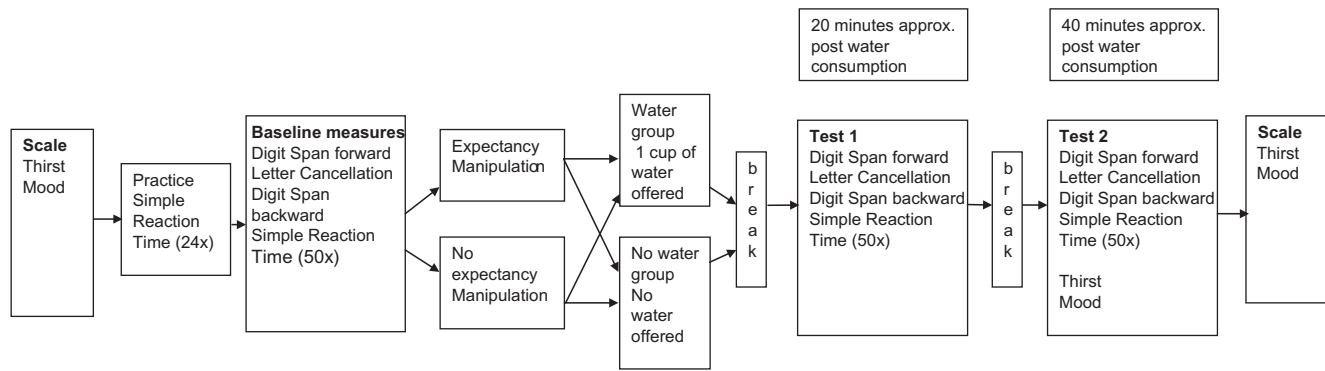 20 minutes approx.
post water
consumption
40 minutes approx.
post water
consumption
Scale
Thirst
Mood
Practice
Simple
Reaction
Time (24x)
Baseline measures
Digit Span forward
Letter Cancellation
Digit Span
backward
Simple Reaction
Time (50x)
Expectancy
Manipulation
No
expectancy
Manipulation
Water
group
1 cup of
water
offered
No water
group
No
water
offered
b
r
e
a
k
Test 1
Digit Span forward
Letter Cancellation
Digit Span backward
Simple Reaction
Time (50x)
b
r
e
a
k
Test 2
Digit Span forward
Letter Cancellation
Digit Span backward
Simple Reaction
Time (50x)
Thirst
Mood
Scale
Thirst
Mood